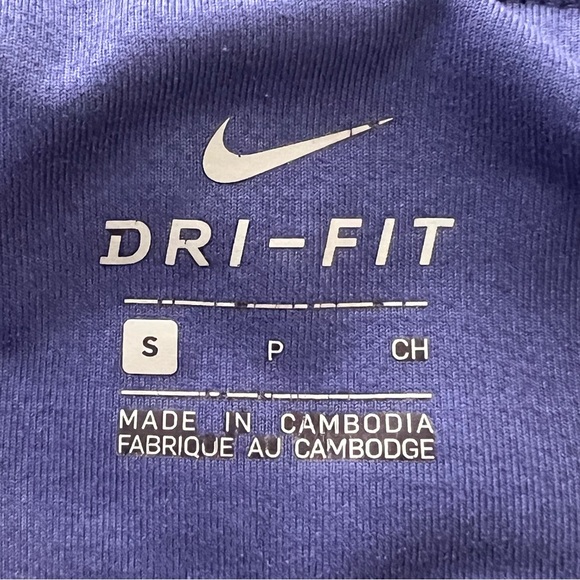 DRI-FIT
S P CH
MADE IN CAMBODIA
FABRIQUE AU CAMBODGE